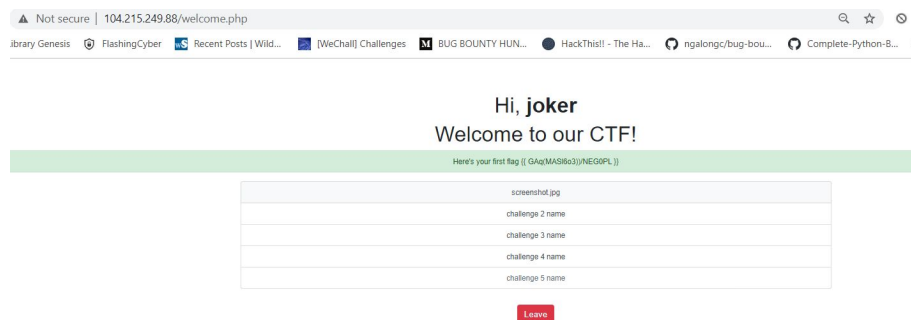 Not secure | 104.215.249.88/welcome.php
ibrary Genesis FlashingCyber wS Recent Posts | Wild... [WeChall] Challenges M BUG BOUNTY HUN... HackThis!! - The Ha... ngalongc/bug-bou... Complete-Python-B...
Hi, joker
Welcome to our CTF!
Here's your first flag {{ GAq(MASI6o3))/NEG0PL }}
screenshot.jpg
challenge 2 name
challenge 3 name
challenge 4 name
challenge 5 name
Leave